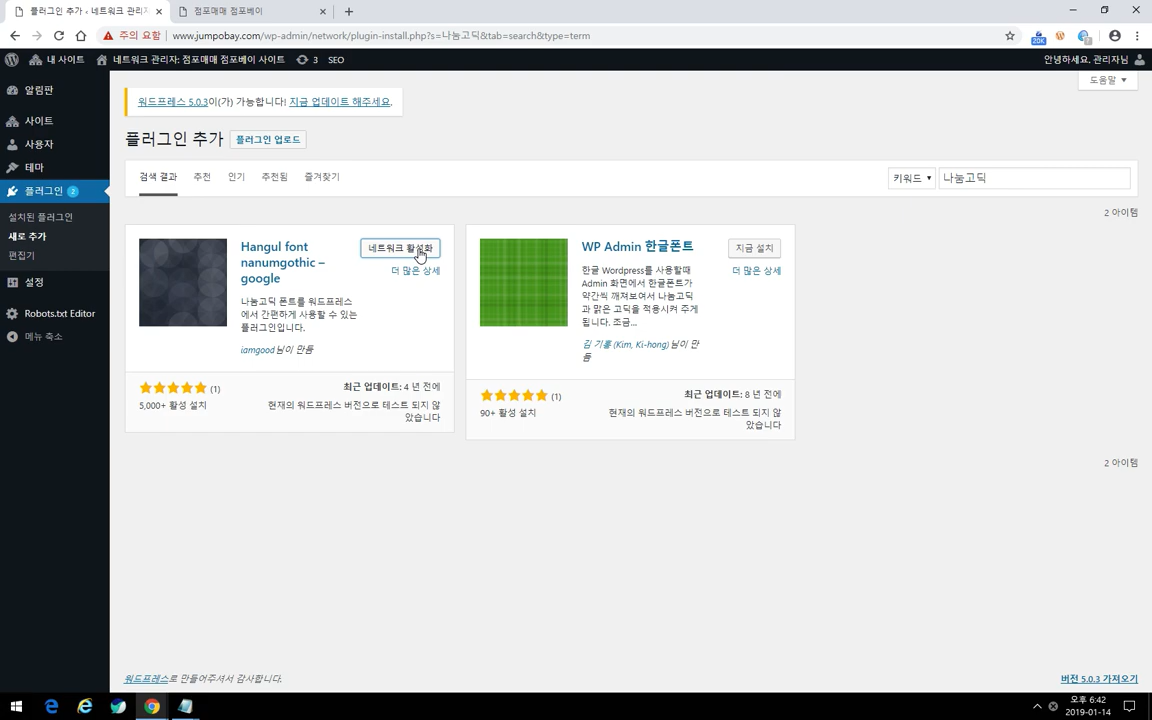 플러그인 추가 ‹ 네트워크 관리자
점포매매 점포베이
주의 요함
www.jumpobay.com/wp-admin/network/plugin-install.php?s=나눔고딕&tab=search&type=term
20K
내 사이트
네트워크 관리자: 점포매매 점포베이 사이트
3
SEO
안녕하세요. 관리자님
알림판
사이트
사용자
테마
플러그인 2
설치된 플러그인
새로 추가
편집기
설정
Robots.txt Editor
메뉴 축소
도움말
워드프레스 5.0.3이(가) 가능합니다! 지금 업데이트 해주세요.
플러그인 추가
플러그인 업로드
검색 결과
추천
인기
추천됨
즐겨찾기
키워드
나눔고딕
2 아이템
Hangul font
nanumgothic –
google
네트워크 활성화
더 많은 상세
나눔고딕 폰트를 워드프레스
에서 간편하게 사용할 수 있는
플러그인입니다.
iamgood님이 만듦
(1)
5,000+ 활성 설치
최근 업데이트: 4 년 전에
현재의 워드프레스 버전으로 테스트 되지 않
았습니다
WP Admin 한글폰트
지금 설치
더 많은 상세
한글 Wordpress를 사용할때
Admin 화면에서 한글폰트가
약간씩 깨져보여서 나눔고딕
과 맑은 고딕을 적용시켜 주게
됩니다. 조금...
김 기홍 (Kim, Ki-hong)님이 만
듦
(1)
90+ 활성 설치
최근 업데이트: 8 년 전에
현재의 워드프레스 버전으로 테스트 되지 않
았습니다
2 아이템
워드프레스로 만들어주셔서 감사합니다.
버전 5.0.3 가져오기
오후 6:42
2019-01-14